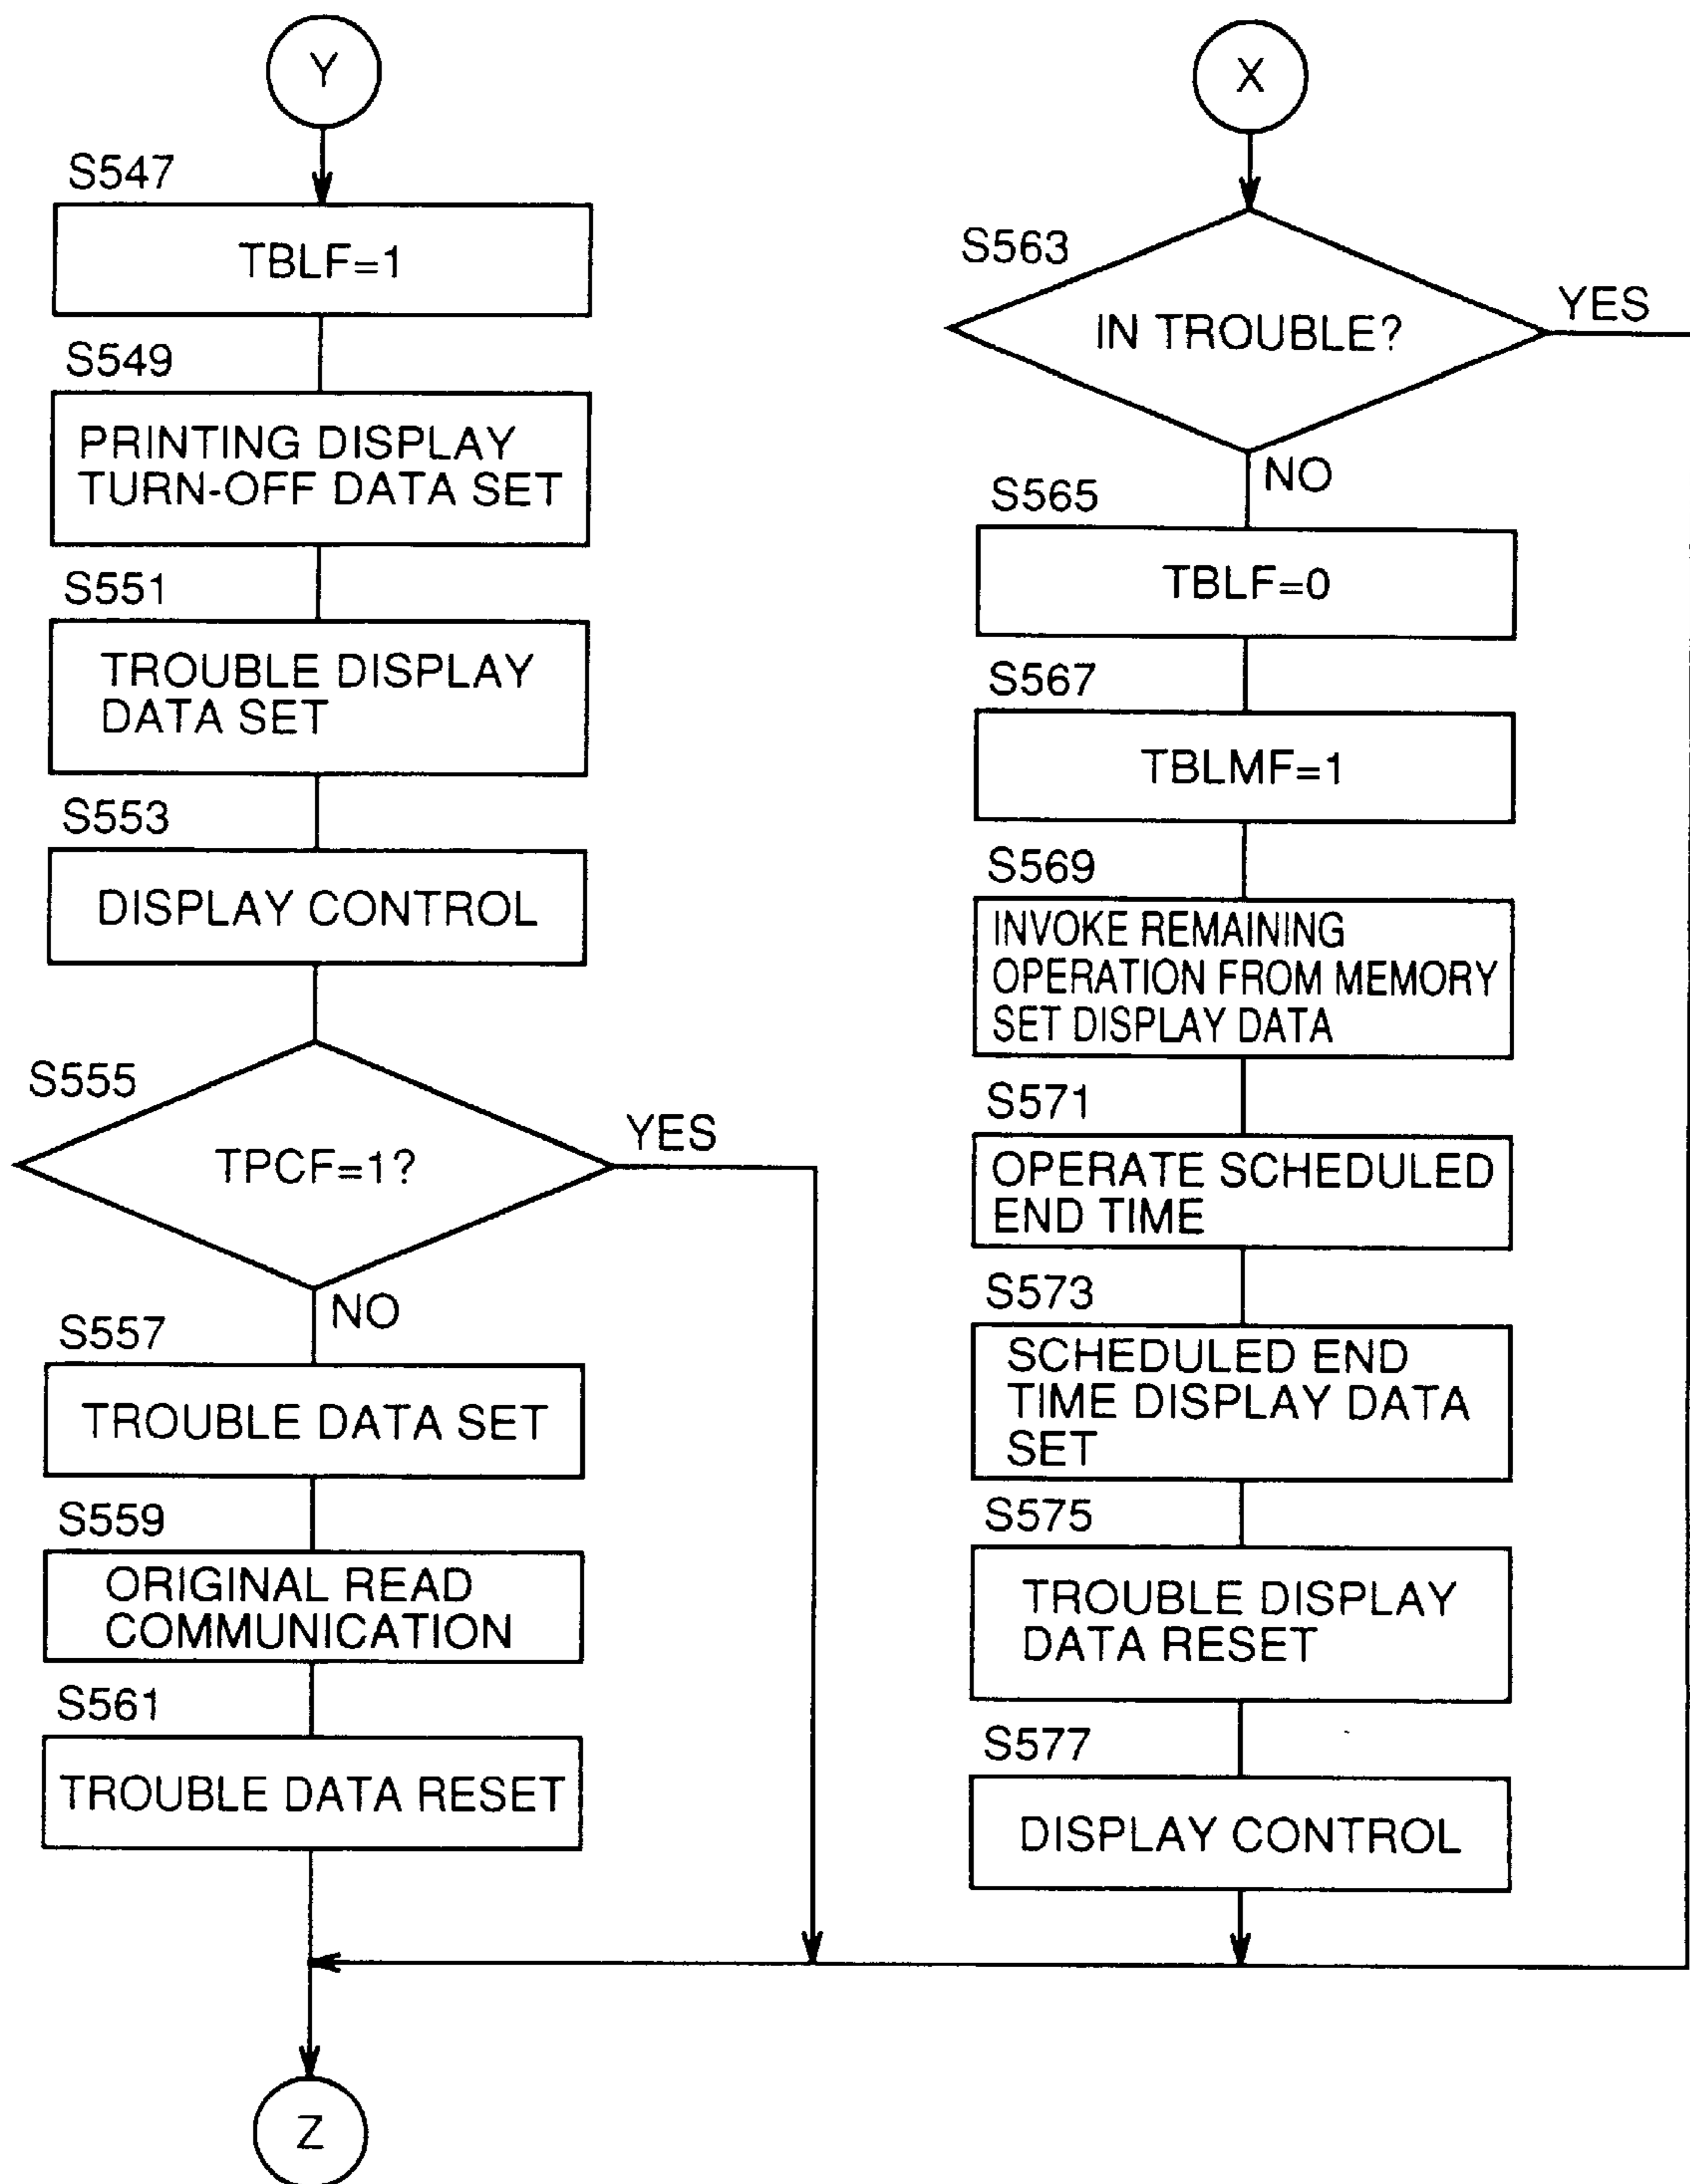 Y
S547
TBLF=1
S549
PRINTING DISPLAY
TURN-OFF DATA SET
S551
TROUBLE DISPLAY
DATA SET
S553
DISPLAY CONTROL
S555
TPCF=1?
YES
NO
S557
TROUBLE DATA SET
S559
ORIGINAL READ
COMMUNICATION
S561
TROUBLE DATA RESET
Z
X
S563
IN TROUBLE?
YES
NO
S565
TBLF=0
S567
TBLMF=1
S569
INVOKE REMAINING
OPERATION FROM MEMORY
SET DISPLAY DATA
S571
OPERATE SCHEDULED
END TIME
S573
SCHEDULED END
TIME DISPLAY DATA
SET
S575
TROUBLE DISPLAY
DATA RESET
S577
DISPLAY CONTROL